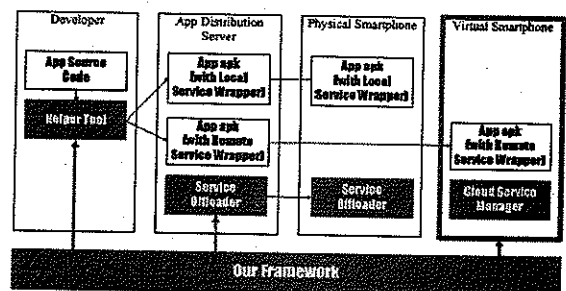 Developer
App Distribution
Server
Physical Smartphone
Virtual Smartphone
App Source
Code
Helper Tool
App apk
(with Local
Service Wrapper)
App apk
(with Local
Service Wrapper)
App apk
(with Remote
Service Wrapper)
App apk
(with Remote
Service Wrapper)
Service
Offloader
Service
Offloader
Cloud Service
Manager
Our Framework